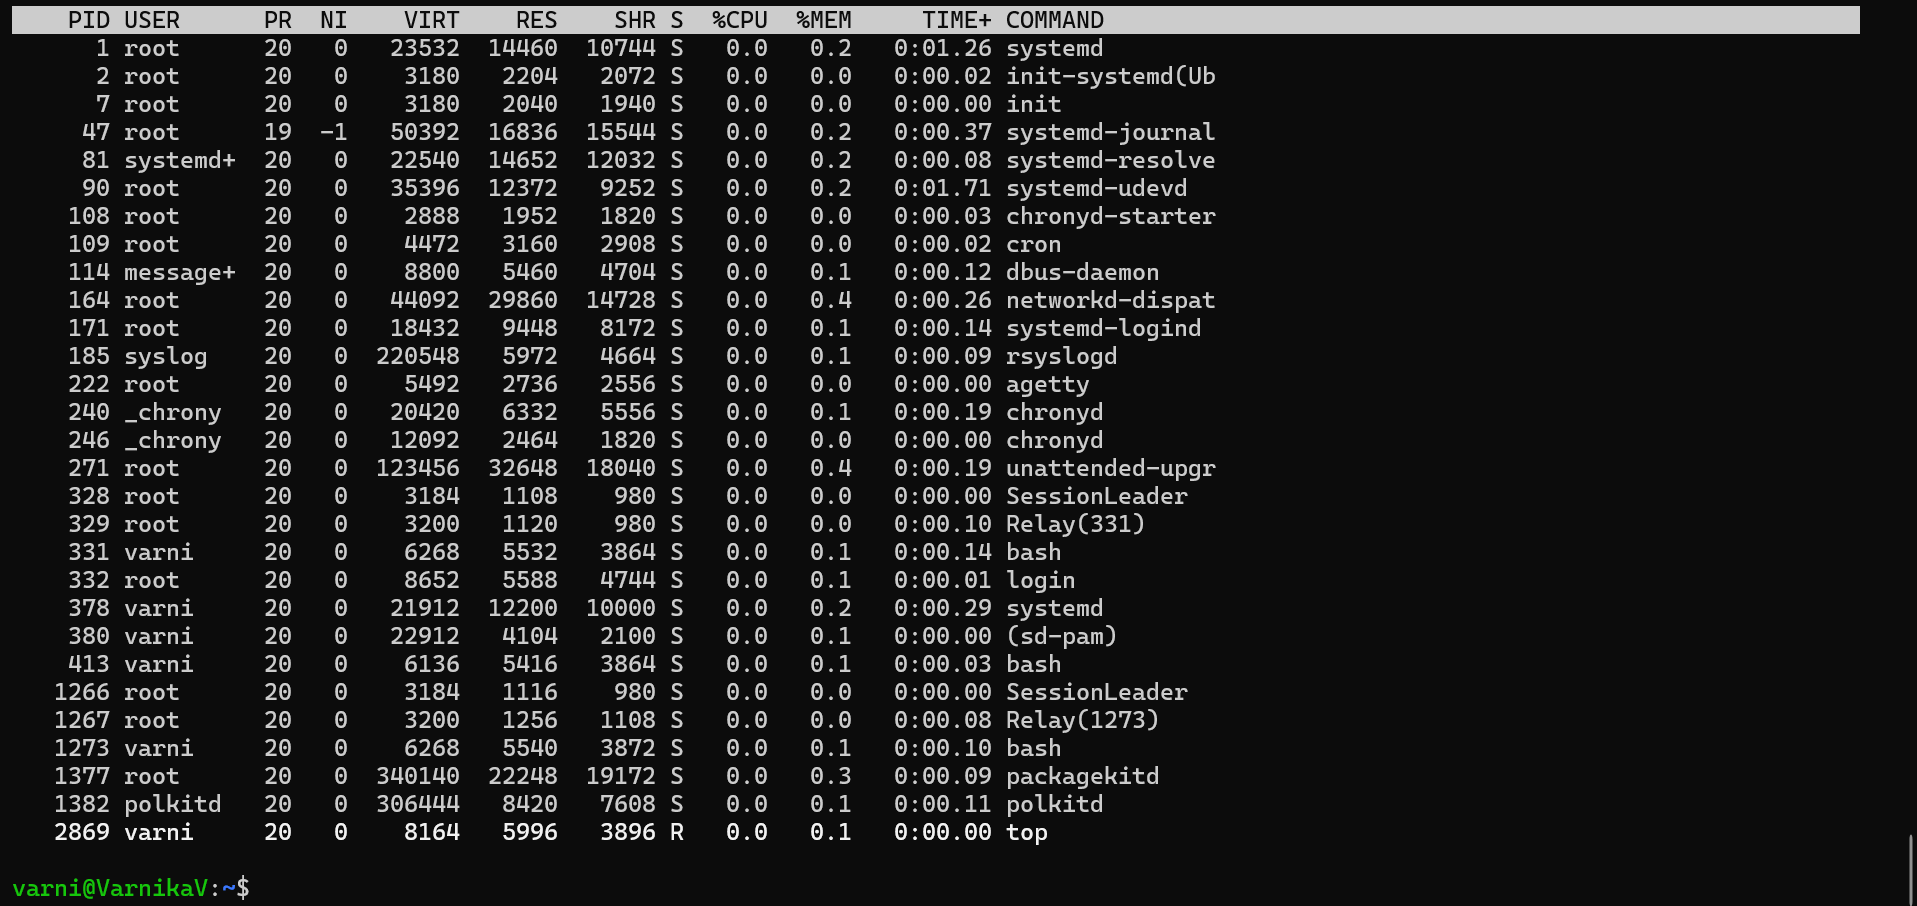 PID USER PR NI VIRT RES SHR S %CPU %MEM TIME+ COMMAND
1 root 20 0 23532 14460 10744 S 0.0 0.2 0:01.26 systemd
2 root 20 0 3180 2204 2072 S 0.0 0.0 0:00.02 init-systemd(Ub
7 root 20 0 3180 2040 1940 S 0.0 0.0 0:00.00 init
47 root 19 -1 50392 16836 15544 S 0.0 0.2 0:00.37 systemd-journal
81 systemd+ 20 0 22540 14652 12032 S 0.0 0.2 0:00.08 systemd-resolve
90 root 20 0 35396 12372 9252 S 0.0 0.2 0:01.71 systemd-udevd
108 root 20 0 2888 1952 1820 S 0.0 0.0 0:00.03 chronyd-starter
109 root 20 0 4472 3160 2908 S 0.0 0.0 0:00.02 cron
114 message+ 20 0 8800 5460 4704 S 0.0 0.1 0:00.12 dbus-daemon
164 root 20 0 44092 29860 14728 S 0.0 0.4 0:00.26 networkd-dispat
171 root 20 0 18432 9448 8172 S 0.0 0.1 0:00.14 systemd-logind
185 syslog 20 0 220548 5972 4664 S 0.0 0.1 0:00.09 rsyslogd
222 root 20 0 5492 2736 2556 S 0.0 0.0 0:00.00 agetty
240 _chrony 20 0 20420 6332 5556 S 0.0 0.1 0:00.19 chronyd
246 _chrony 20 0 12092 2464 1820 S 0.0 0.0 0:00.00 chronyd
271 root 20 0 123456 32648 18040 S 0.0 0.4 0:00.19 unattended-upgr
328 root 20 0 3184 1108 980 S 0.0 0.0 0:00.00 SessionLeader
329 root 20 0 3200 1120 980 S 0.0 0.0 0:00.10 Relay(331)
331 varni 20 0 6268 5532 3864 S 0.0 0.1 0:00.14 bash
332 root 20 0 8652 5588 4744 S 0.0 0.1 0:00.01 login
378 varni 20 0 21912 12200 10000 S 0.0 0.2 0:00.29 systemd
380 varni 20 0 22912 4104 2100 S 0.0 0.1 0:00.00 (sd-pam)
413 varni 20 0 6136 5416 3864 S 0.0 0.1 0:00.03 bash
1266 root 20 0 3184 1116 980 S 0.0 0.0 0:00.00 SessionLeader
1267 root 20 0 3200 1256 1108 S 0.0 0.0 0:00.08 Relay(1273)
1273 varni 20 0 6268 5540 3872 S 0.0 0.1 0:00.10 bash
1377 root 20 0 340140 22248 19172 S 0.0 0.3 0:00.09 packagekitd
1382 polkitd 20 0 306444 8420 7608 S 0.0 0.1 0:00.11 polkitd
2869 varni 20 0 8164 5996 3896 R 0.0 0.1 0:00.00 top
varni@VarnikaV:~$